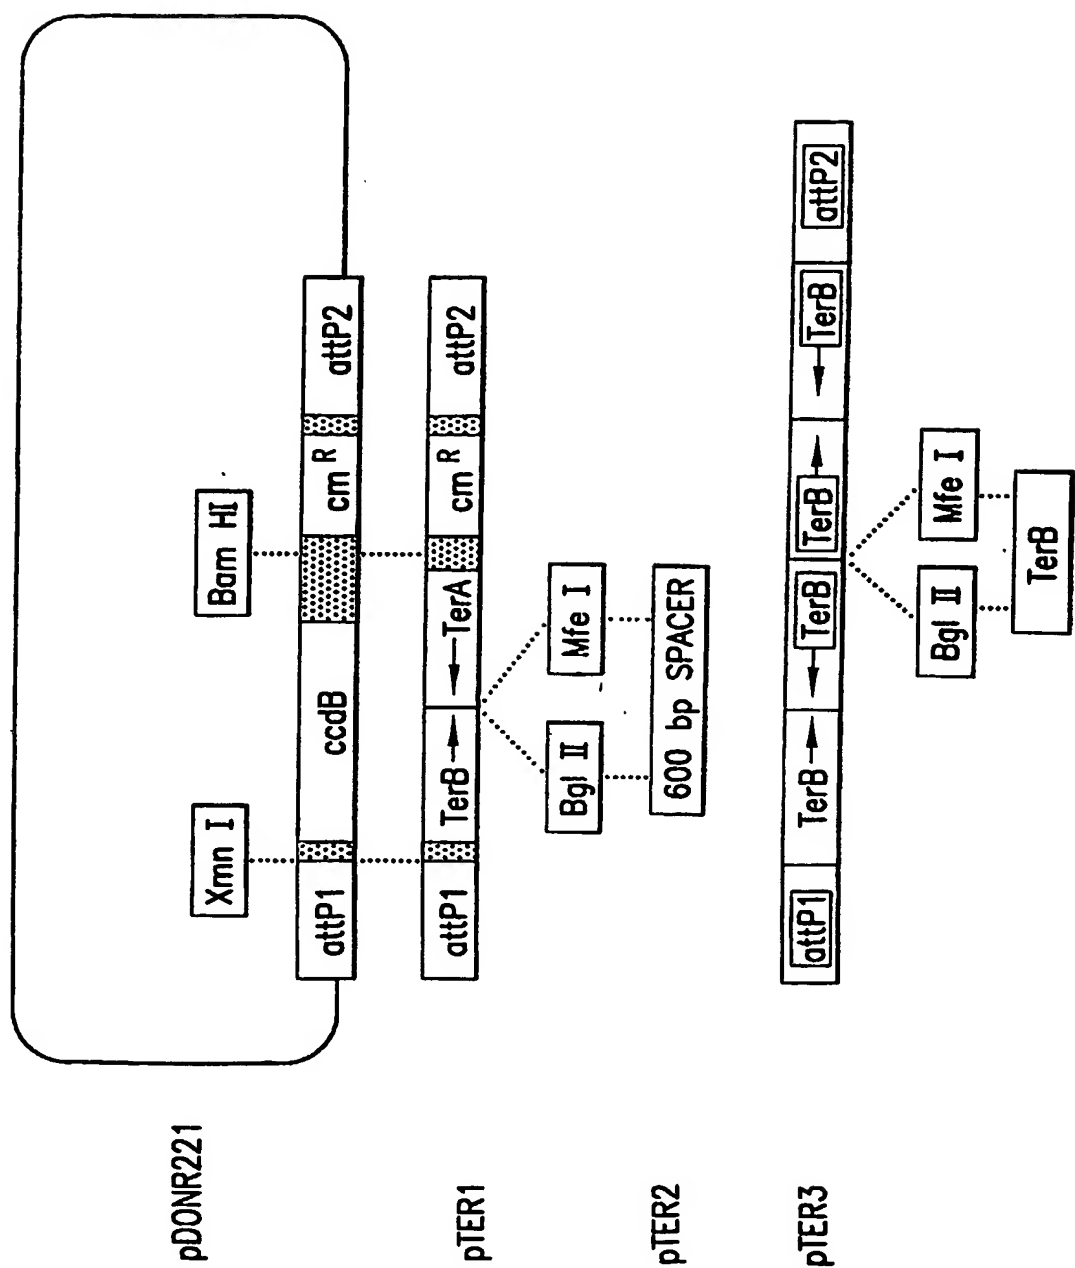 pDONR221
Xmn I
Bam HI
attP1
ccdB
cm R
attP2
pTER1
attP1
TerB
TerA
cm R
attP2
Bgl II
Mfe I
pTER2
600 bp SPACER
pTER3
attP1
TerB
TerB
TerB
TerB
attP2
Bgl II
Mfe I
TerB